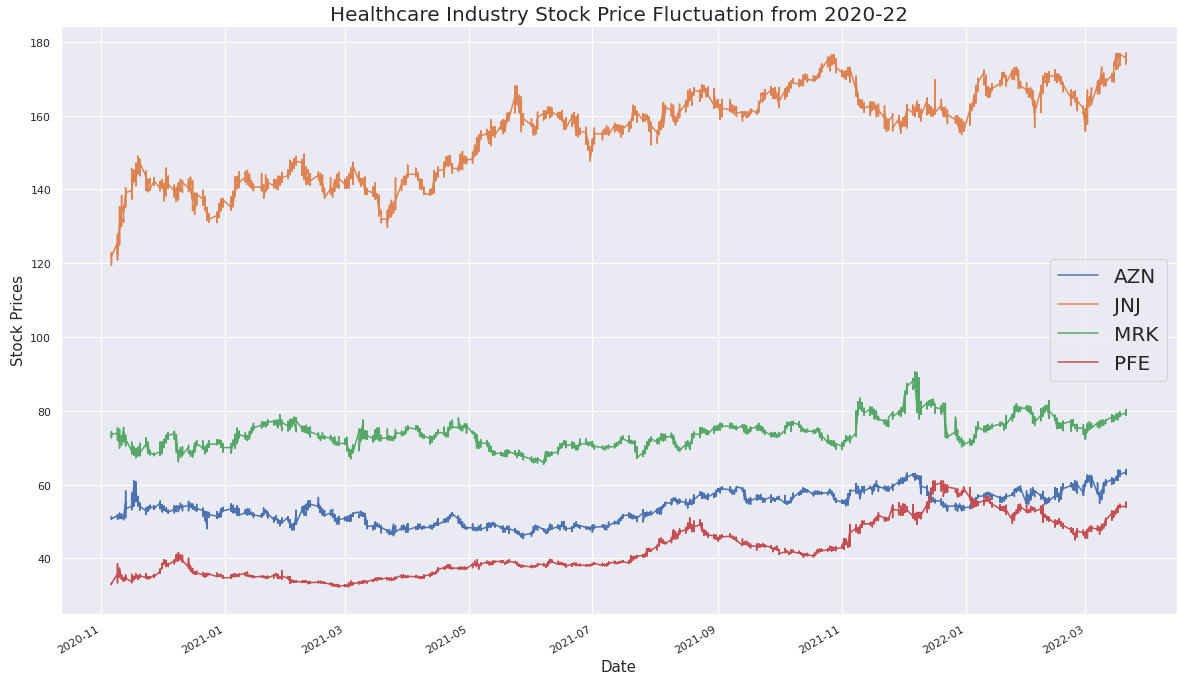 Healthcare Industry Stock Price Fluctuation from 2020-22
180
160
140
120
100
80
60
40
Stock Prices
AZN
JNJ
MRK
PFE
2020-11
2021-01
2021-03
2021-05
2021-07
2021-09
2021-11
2022-01
2022-03
Date